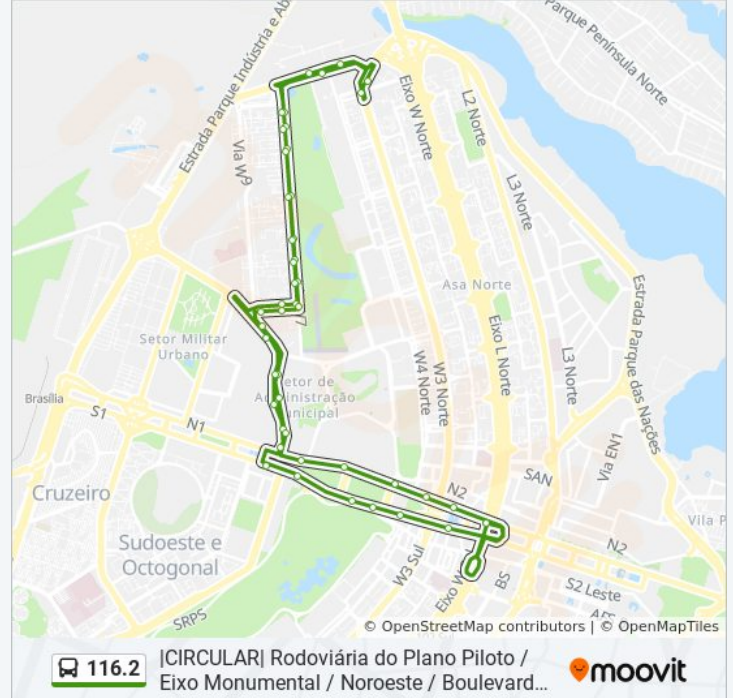 Parque Península Norte
Estrada Parque Indústria e Ab
Eixo W Norte
L2 Norte
Via W9
L3 Norte
Asa Norte
Estrada Parque das Nações
Setor Militar
Urbano
Eixo L Norte
W3 Norte
W4 Norte
L3 Norte
etor de
Administração
unicipal
Brasília
S1
N1
Via EN1
SAN
N2
Cruzeiro
Sudoeste e
Octogonal
Vila P
W3 Sul
N2
Eixo W
BS
S2 Leste
SRPS
© OpenStreetMap contributors | © OpenMapTiles
116.2
|CIRCULAR| Rodoviária do Plano Piloto /
Eixo Monumental / Noroeste / Boulevard...
moovit